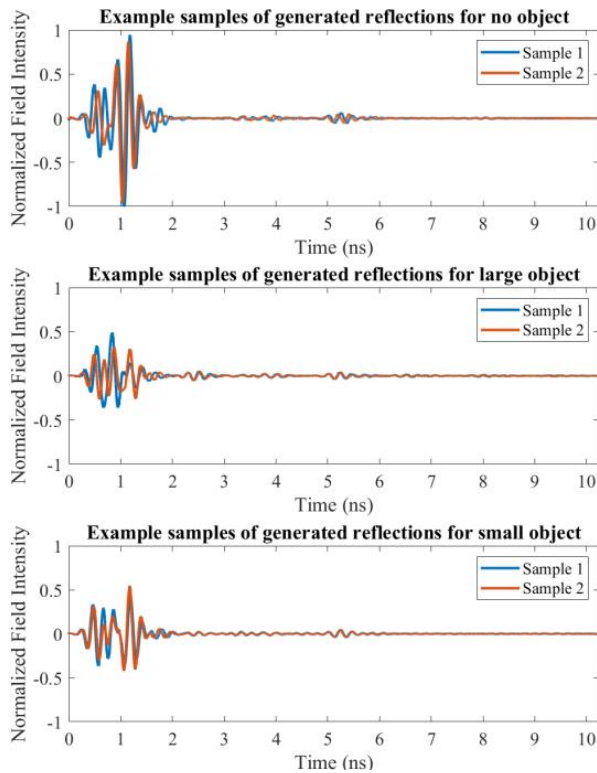 Example samples of generated reflections for no object
Normalized Field Intensity
1
0.5
0
-0.5
-1
Sample 1
Sample 2
0 1 2 3 4 5 6 7 8 9 10
Time (ns)
Example samples of generated reflections for large object
Normalized Field Intensity
1
0.5
0
-0.5
-1
Sample 1
Sample 2
0 1 2 3 4 5 6 7 8 9 10
Time (ns)
Example samples of generated reflections for small object
Normalized Field Intensity
1
0.5
0
-0.5
-1
Sample 1
Sample 2
0 1 2 3 4 5 6 7 8 9 10
Time (ns)